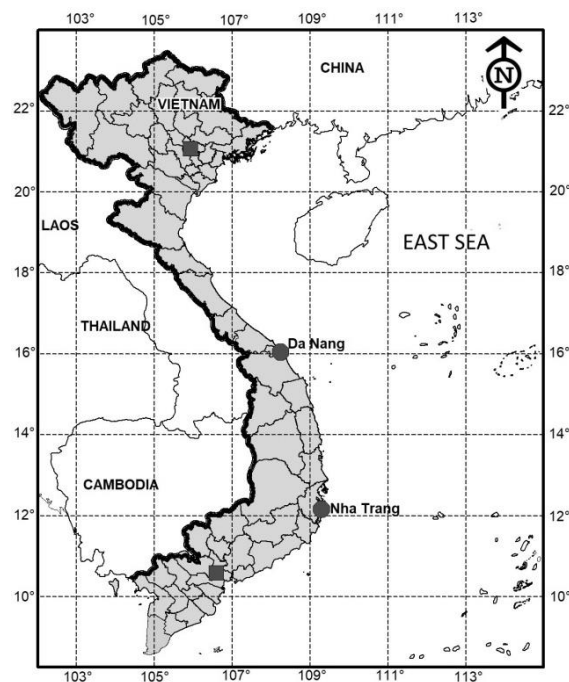 103° 105° 107° 109° 111° 113°
CHINA
N
VIETNAM
22° 22°
20° 20°
LAOS
EAST SEA
18° 18°
THAILAND
Da Nang
16° 16°
14° 14°
CAMBODIA
12° 12°
Nha Trang
10° 10°
103° 105° 107° 109° 111° 113°